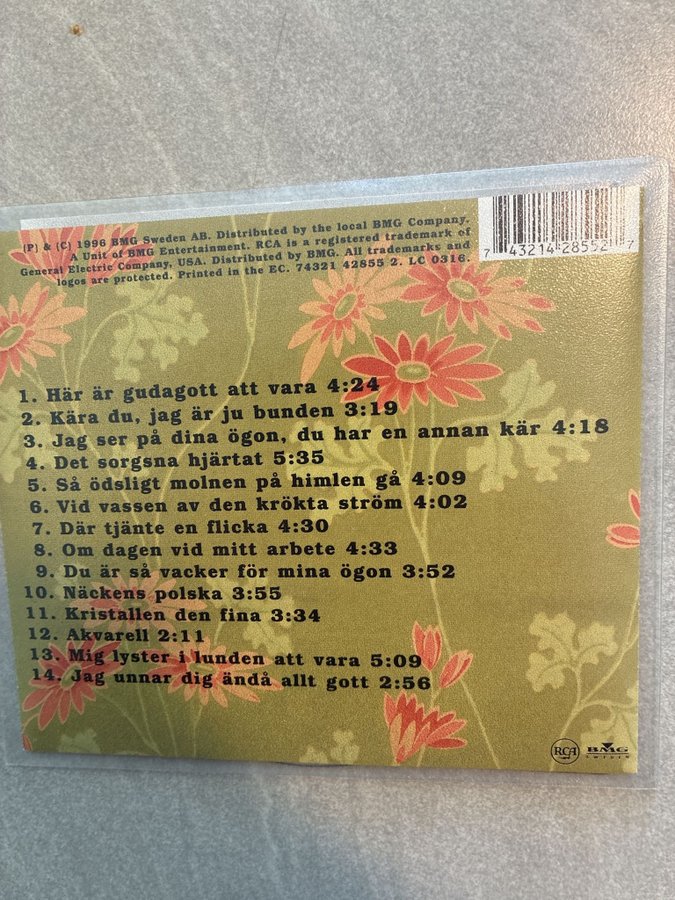 (P) & (C) 1996 BMG Sweden AB. Distributed by the local BMG Company.
A Unit of BMG Entertainment. RCA is a registered trademark of
General Electric Company, USA. Distributed by BMG. All trademarks and
logos are protected. Printed in the EC. 74321 42855 2. LC 0316.
7 43214 28552 7
1. Här är gudagott att vara 4:24
2. Kära du, jag är ju bunden 3:19
3. Jag ser på dina ögon, du har en annan kär 4:18
4. Det sorgsna hjärtat 5:35
5. Så ödsligt molnen på himlen gå 4:09
6. Vid vassen av den krökta ström 4:02
7. Där tjänte en flicka 4:30
8. Om dagen vid mitt arbete 4:33
9. Du är så vacker för mina ögon 3:52
10. Näckens polska 3:55
11. Kristallen den fina 3:34
12. Akvarell 2:11
13. Mig lyster i lunden att vara 5:09
14. Jag unnar dig ändå allt gott 2:56
RCA
BMG
SWEDEN